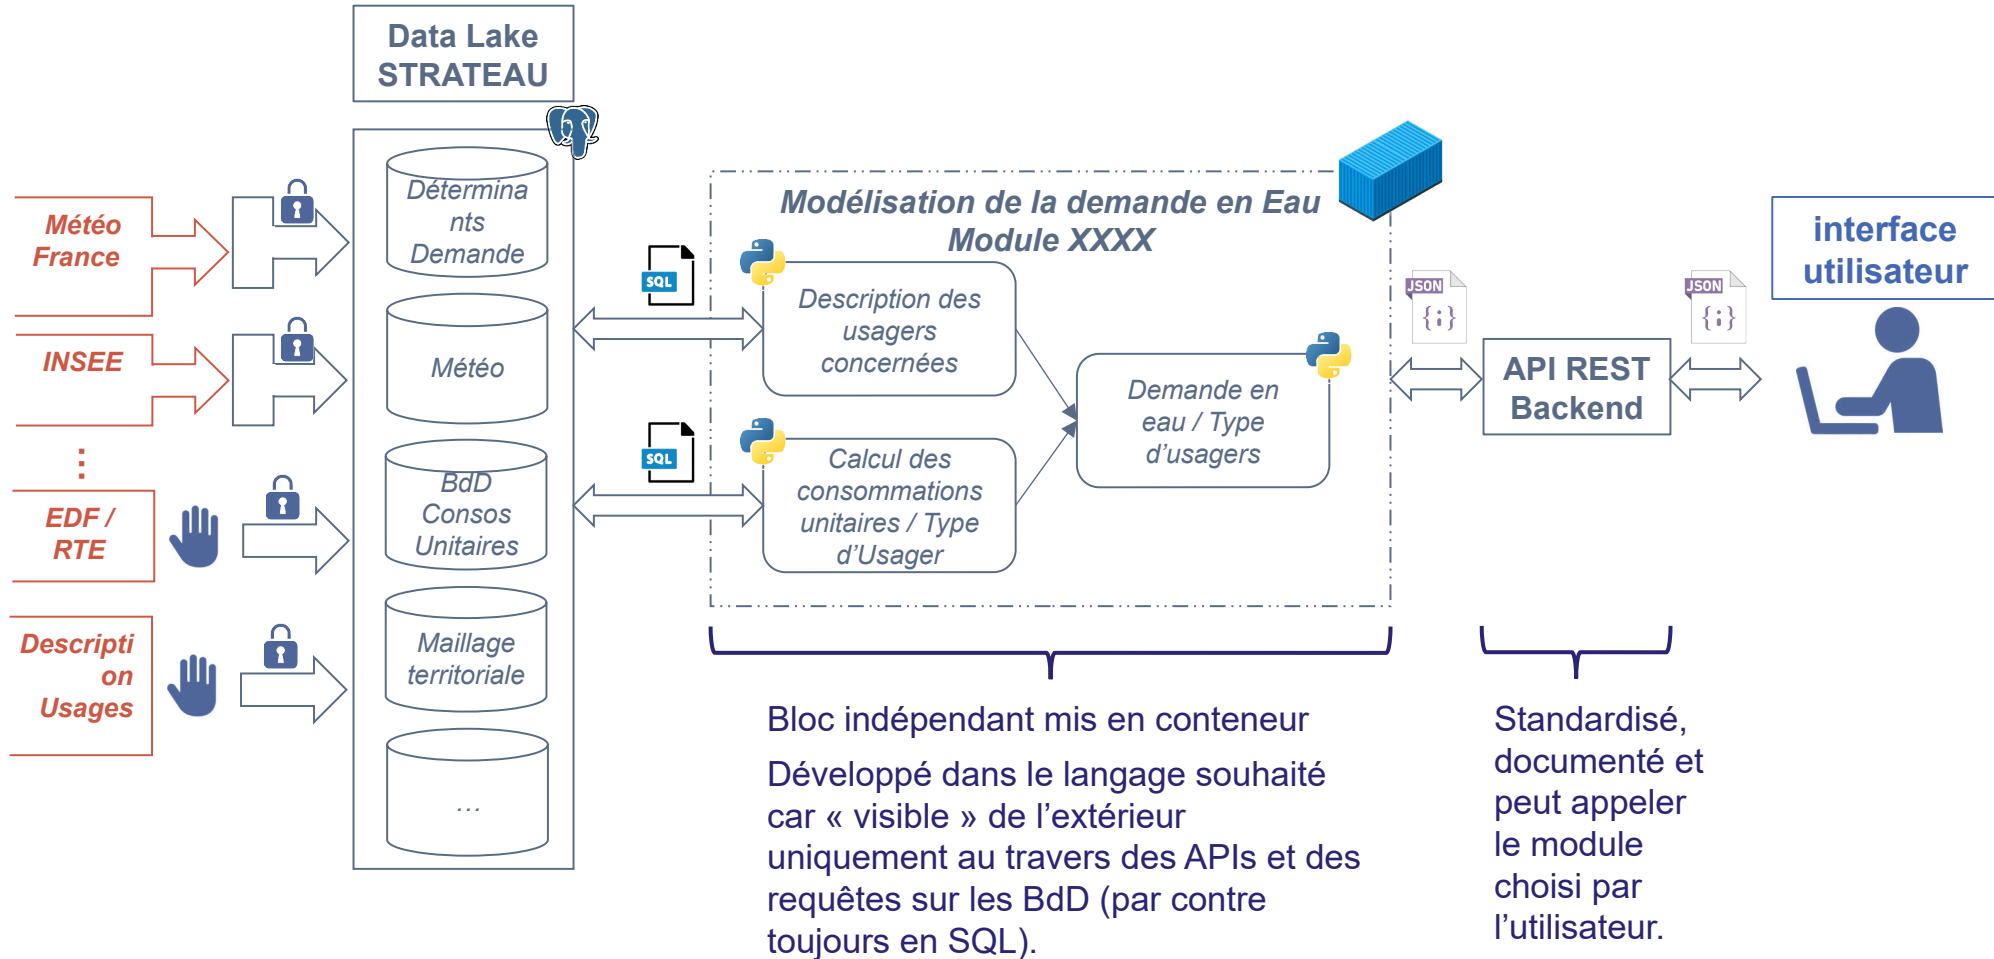 Data Lake
STRATEAU
Météo
France
INSEE
...
EDF /
RTE
Descripti
on
Usages
Détermina
nts
Demande
Météo
BdD
Consos
Unitaires
Maillage
territoriale
...
SQL
SQL
Modélisation de la demande en Eau
Module XXXX
Description des
usagers
concernées
Calcul des
consommations
unitaires / Type
d’Usager
Demande en
eau / Type
d’usagers
JSON
{;}
API REST
Backend
JSON
{;}
interface
utilisateur
Bloc indépendant mis en conteneur
Développé dans le langage souhaité
car « visible » de l’extérieur
uniquement au travers des APIs et des
requêtes sur les BdD (par contre
toujours en SQL).
Standardisé,
documenté et
peut appeler
le module
choisi par
l’utilisateur.